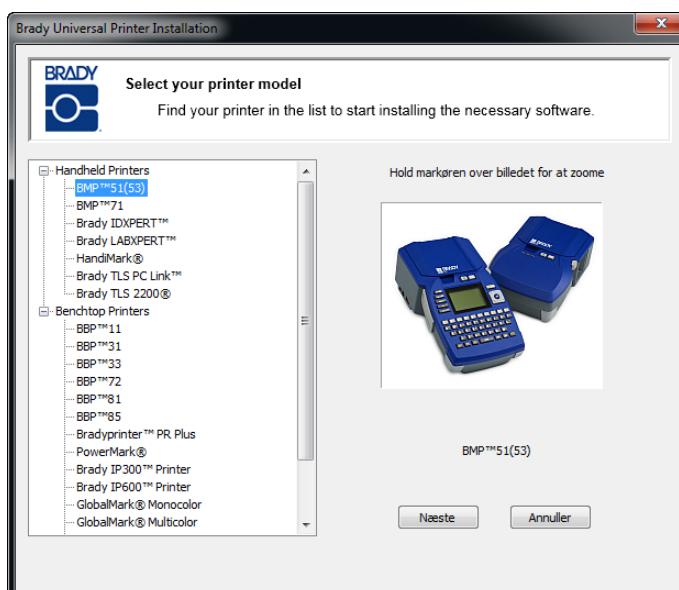 Brady Universal Printer Installation
BRADY
Select your printer model
Find your printer in the list to start installing the necessary software.
Handheld Printers
BMP™51(53)
BMP™71
Brady IDXPERT™
Brady LABXPERT™
HandiMark®
Brady TLS PC Link™
Brady TLS 2200®
Benchtop Printers
BBP™11
BBP™31
BBP™33
BBP™72
BBP™81
BBP™85
Bradyprinter™ PR Plus
PowerMark®
Brady IP300™ Printer
Brady IP600™ Printer
GlobalMark® Monocolor
GlobalMark® Multicolor
Hold markøren over billedet for at zoome
BRADY
BRADY
BMP™51(53)
Næste
Annuller